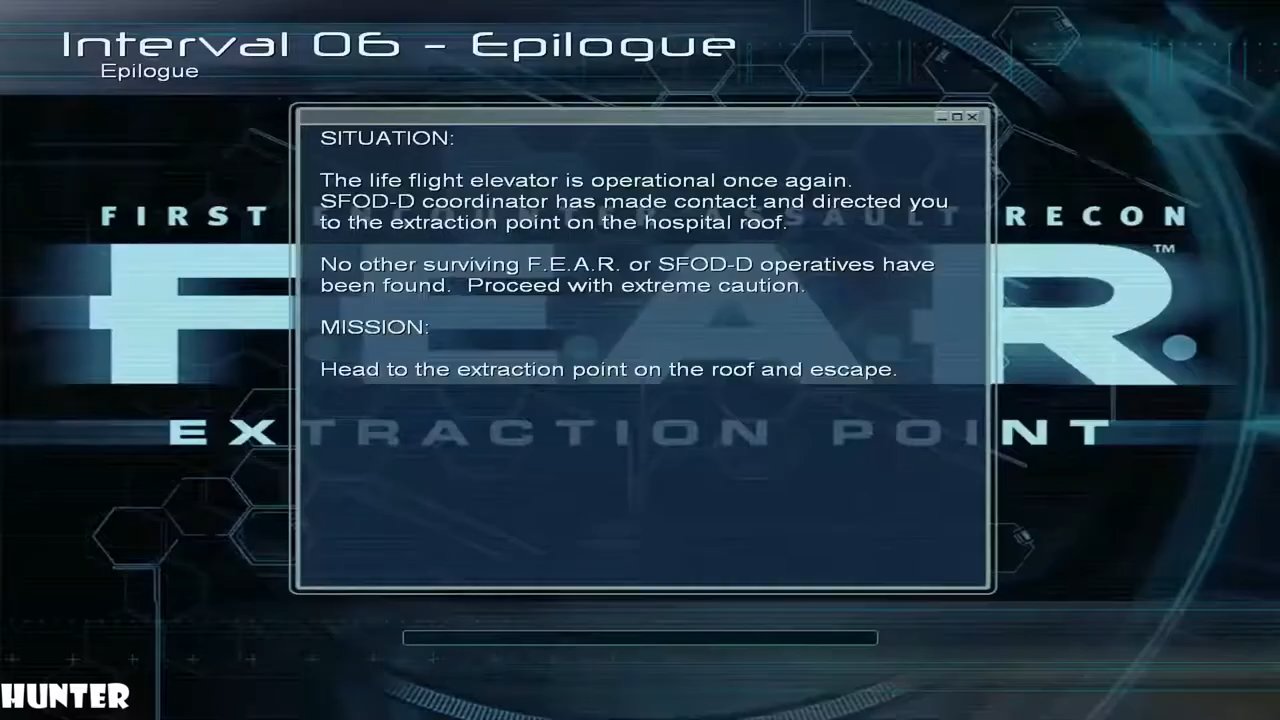 Interval 06 - Epilogue
Epilogue
SITUATION:
The life flight elevator is operational once again.
SFOD-D coordinator has made contact and directed you
to the extraction point on the hospital roof.
No other surviving F.E.A.R. or SFOD-D operatives have
been found.  Proceed with extreme caution.
MISSION:
Head to the extraction point on the roof and escape.
FIRST ENCOUNTER ASSAULT RECON
F.E.A.R.™
EXTRACTION POINT
HUNTER